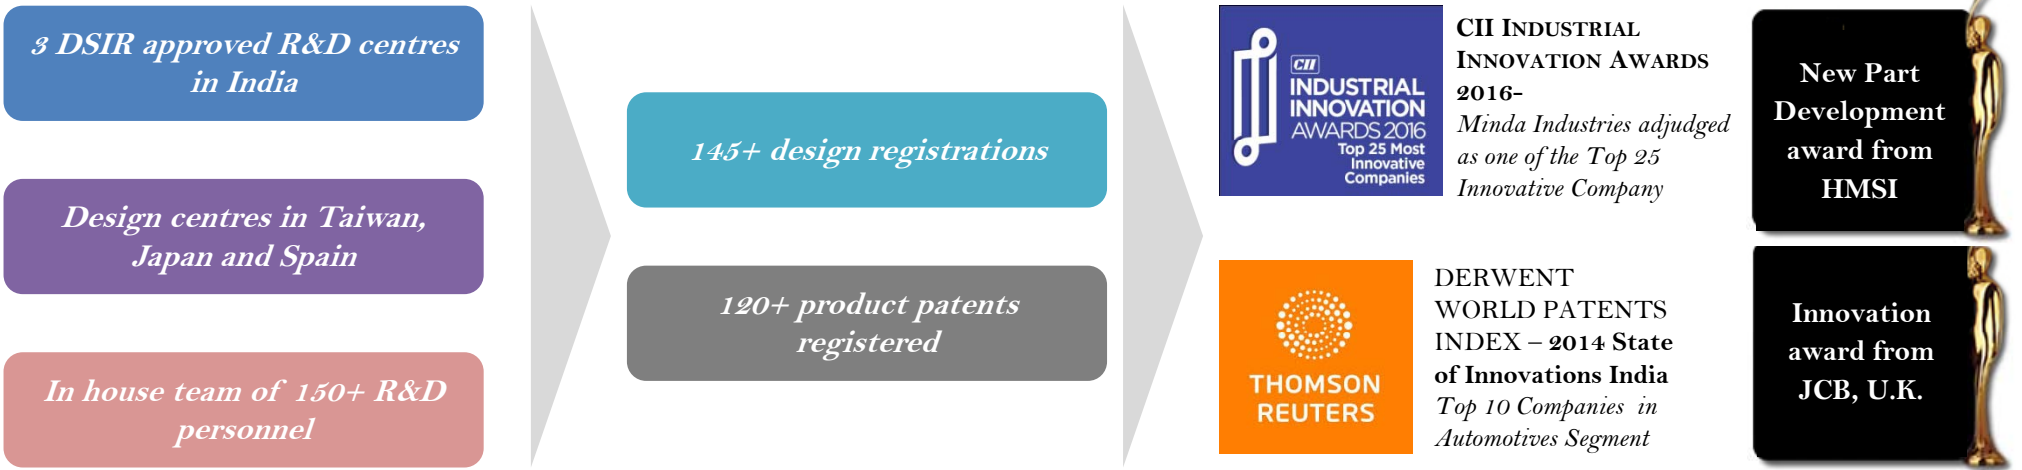 3 DSIR approved R&D centres
in India
Design centres in Taiwan,
Japan and Spain
In house team of 150+ R&D
personnel
145+ design registrations
120+ product patents
registered
CII
INDUSTRIAL
INNOVATION
AWARDS 2016
Top 25 Most
Innovative
Companies
CII INDUSTRIAL
INNOVATION AWARDS
2016-
Minda Industries adjudged
as one of the Top 25
Innovative Company
THOMSON
REUTERS
DERWENT
WORLD PATENTS
INDEX – 2014 State
of Innovations India
Top 10 Companies in
Automotives Segment
New Part
Development
award from
HMSI
Innovation
award from
JCB, U.K.